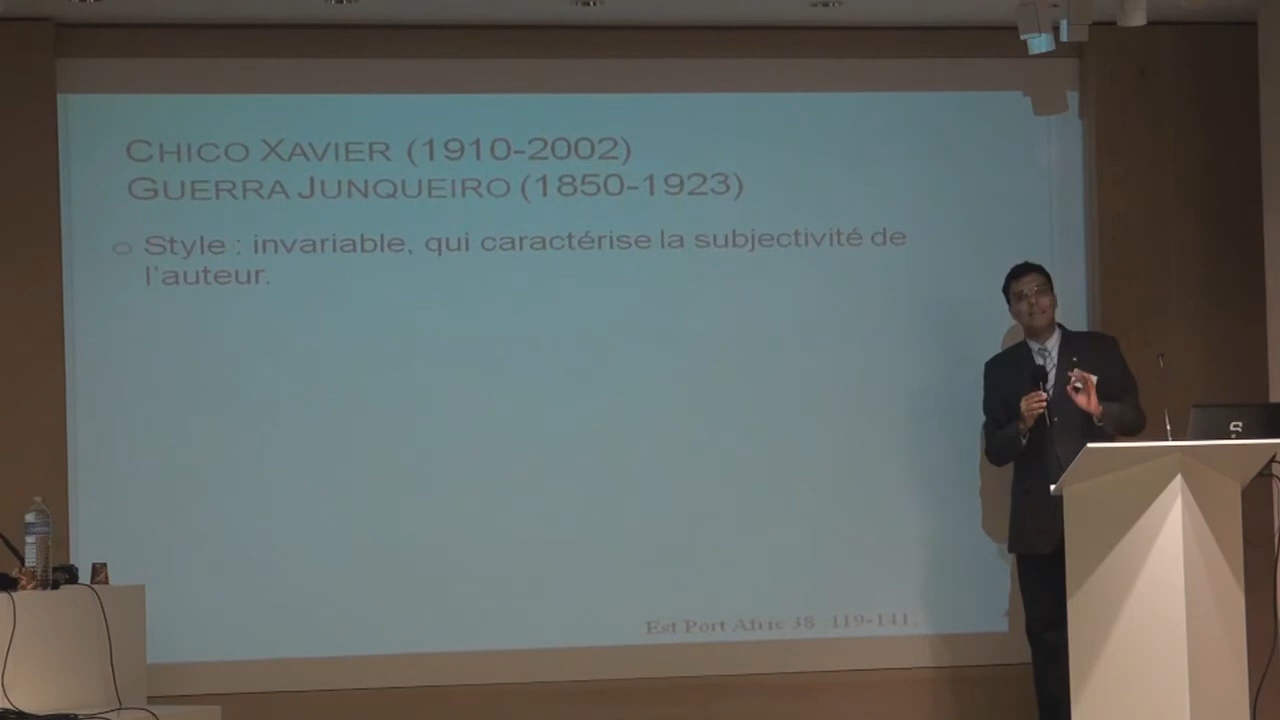 CHICO XAVIER (1910-2002)
GUERRA JUNQUEIRO (1850-1923)
Style : invariable, qui caractérise la subjectivité de
l'auteur.
Est Port Afric 38 :119-141.